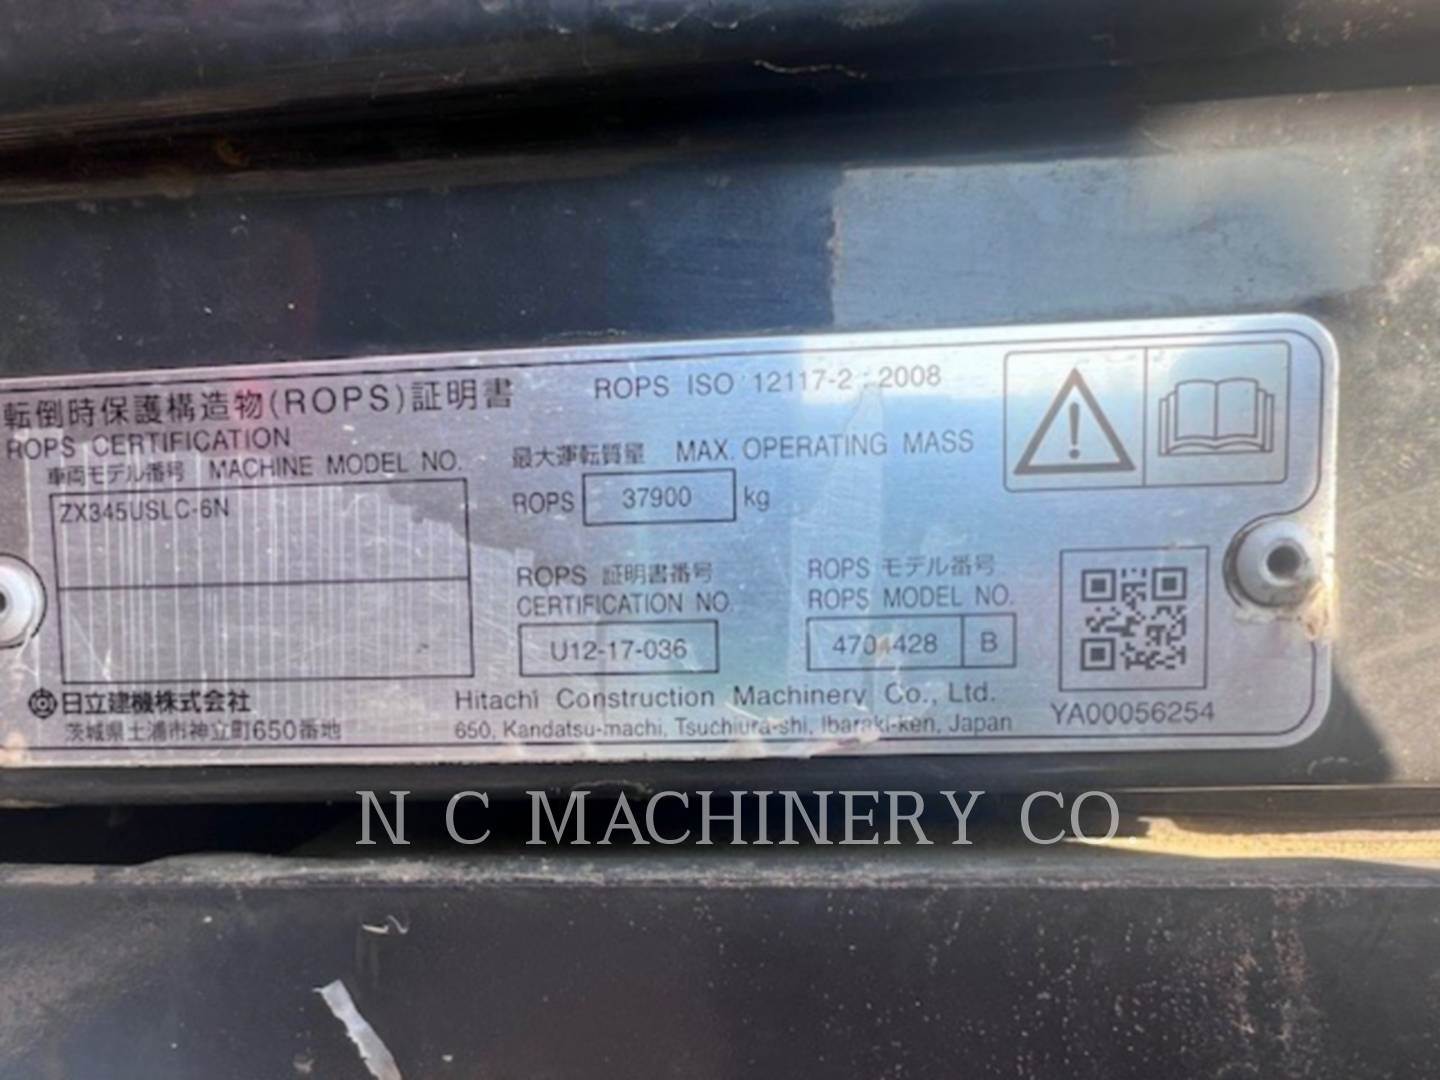 転倒時保護構造物(ROPS)証明書 ROPS ISO 12117-2 : 2008
ROPS CERTIFICATION
車両モデル番号 MACHINE MODEL NO.
ZX345USLC-6N
最大運転質量 MAX. OPERATING MASS
ROPS 37900 kg
ROPS 証明書番号
CERTIFICATION NO.
U12-17-036
ROPS モデル番号
ROPS MODEL NO.
4701428 B
日立建機株式会社
茨城県土浦市神立町650番地
Hitachi Construction Machinery Co., Ltd.
650, Kandatsu-machi, Tsuchiura-shi, Ibaraki-ken, Japan
YA00056254
N C MACHINERY CO